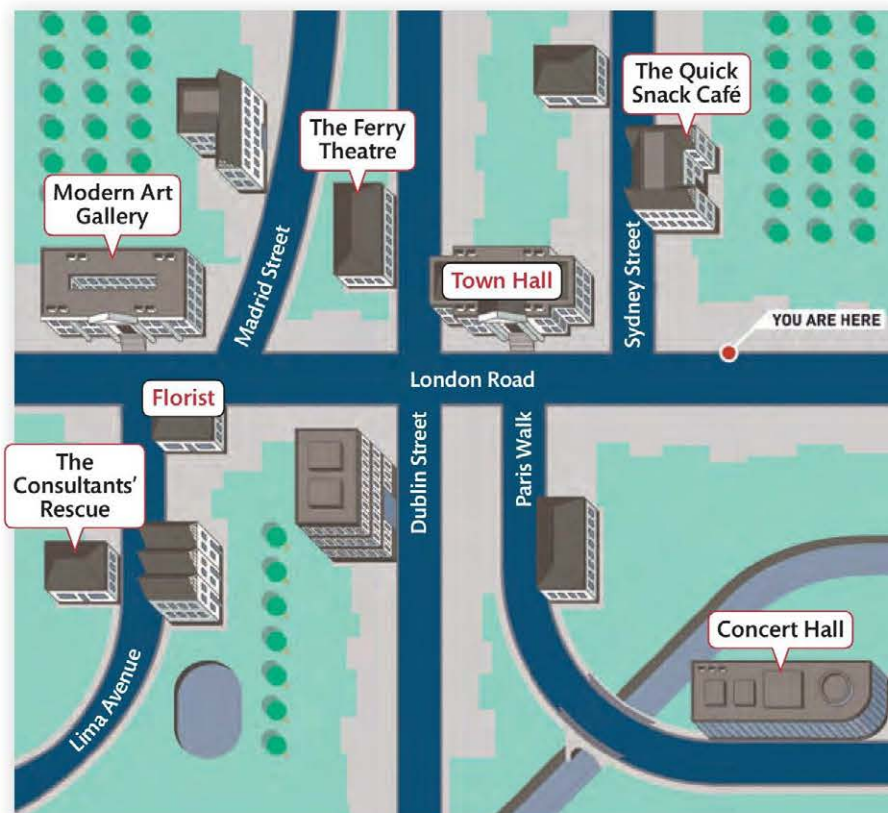 The Quick
Snack Café
The Ferry
Theatre
Modern Art
Gallery
Madrid Street
Town Hall
Sydney Street
YOU ARE HERE
London Road
Florist
Dublin Street
Paris Walk
The
Consultants'
Rescue
Concert Hall
Lima Avenue